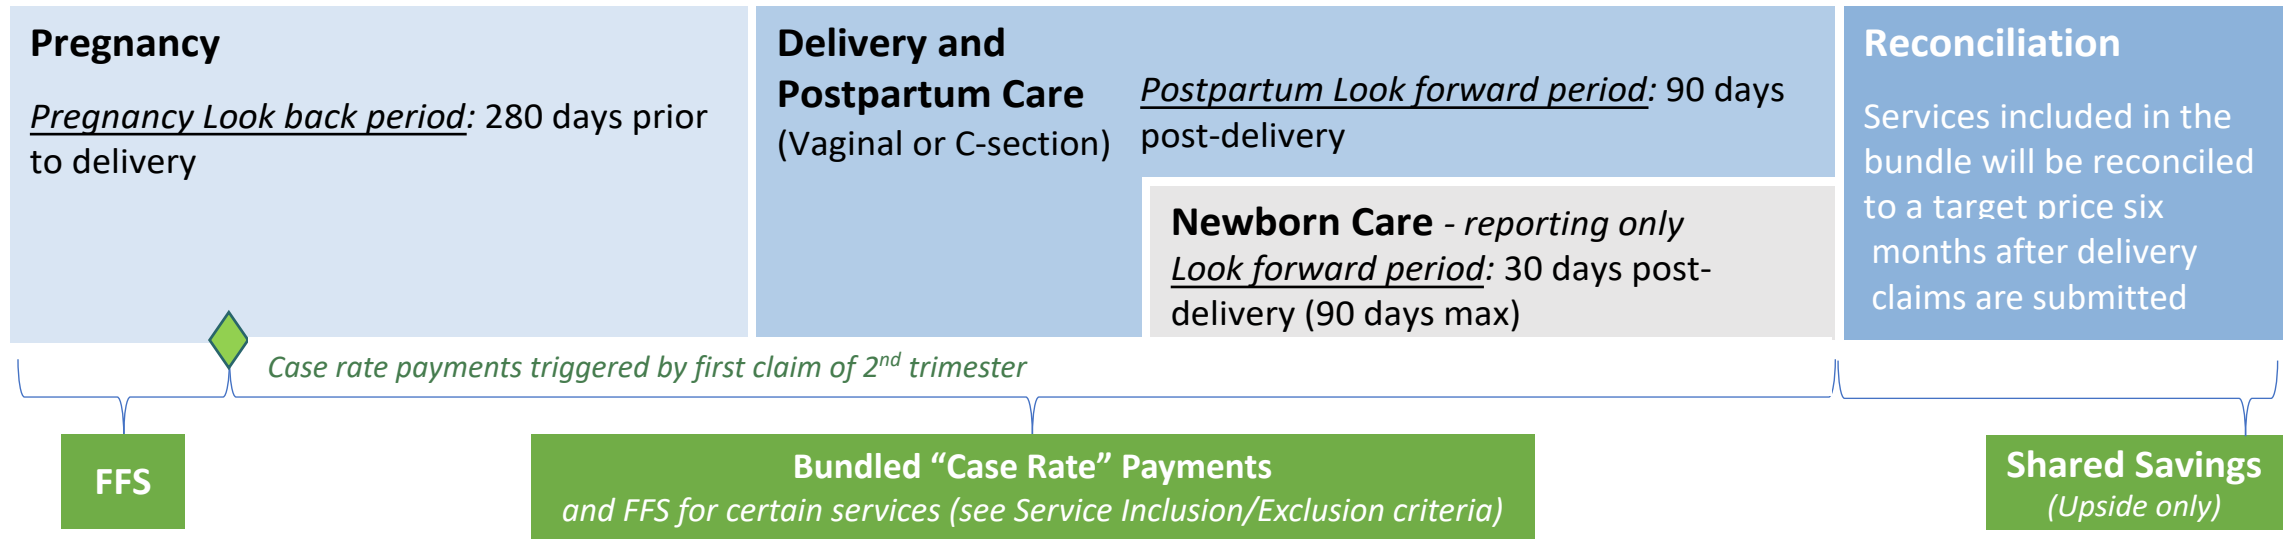 Pregnancy
Pregnancy Look back period: 280 days prior
to delivery
Delivery and
Postpartum Care
(Vaginal or C-section)
Postpartum Look forward period: 90 days
post-delivery
Newborn Care - reporting only
Look forward period: 30 days post-
delivery (90 days max)
Reconciliation
Services included in the
bundle will be reconciled
to a target price six
months after delivery
claims are submitted
Case rate payments triggered by first claim of 2nd trimester
FFS
Bundled “Case Rate” Payments
and FFS for certain services (see Service Inclusion/Exclusion criteria)
Shared Savings
(Upside only)